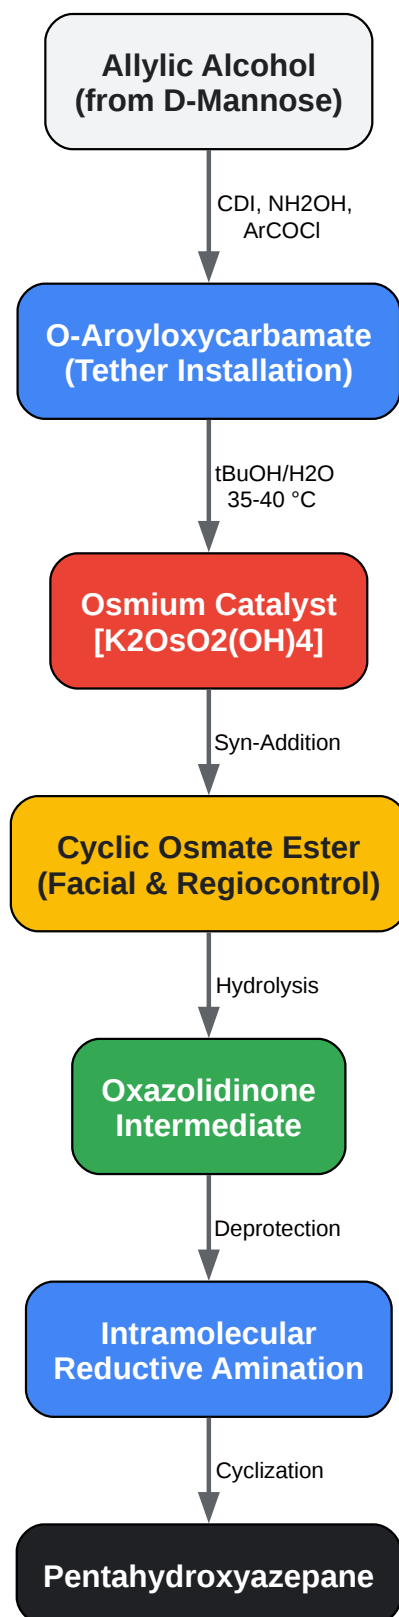 Allylic Alcohol
(from D-Mannose)
CDI, NH2OH,
ArCOCl
O-Aroyloxycarbamate
(Tether Installation)
tBuOH/H2O
35-40 °C
Osmium Catalyst
[K2OsO2(OH)4]
Syn-Addition
Cyclic Osmate Ester
(Facial & Regiocontrol)
Hydrolysis
Oxazolidinone
Intermediate
Deprotection
Intramolecular
Reductive Amination
Cyclization
Pentahydroxyazepane